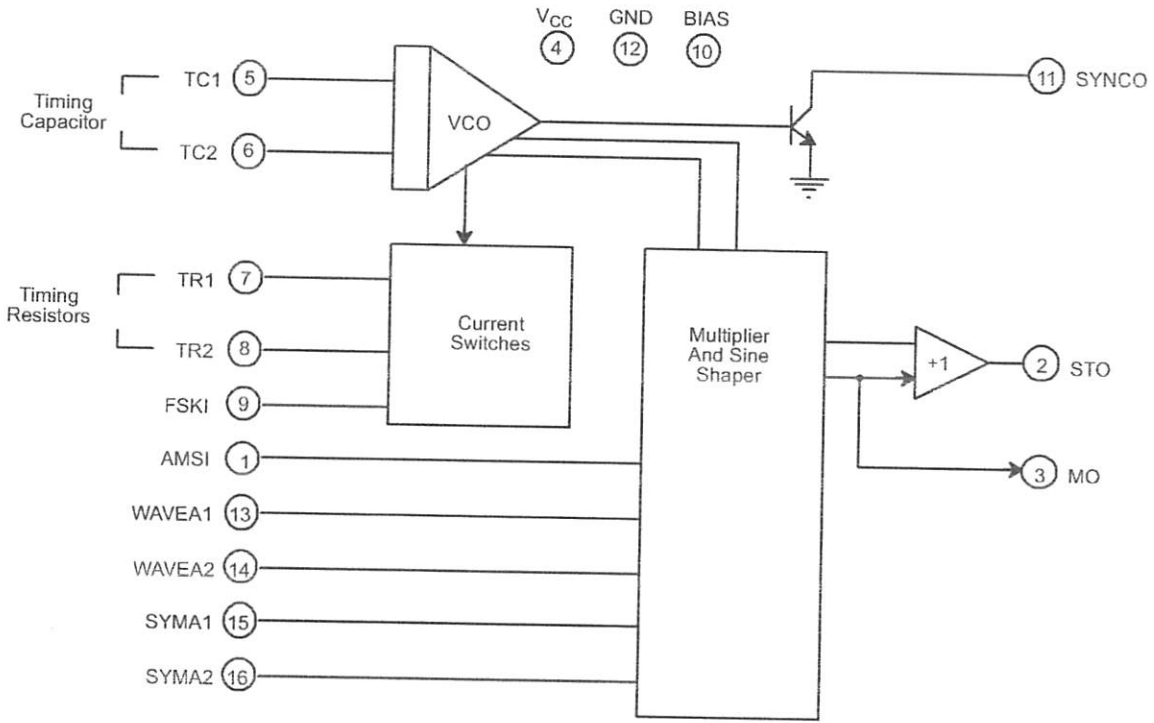 VCC GND BIAS
4 12 10
TC1 5
Timing
Capacitor
TC2 6
VCO
11 SYNCO
TR1 7
Timing
Resistors
TR2 8
Current
Switches
Multiplier
And Sine
Shaper
+1
2 STO
FSKI 9
AMSI 1
3 MO
WAVEA1 13
WAVEA2 14
SYMA1 15
SYMA2 16